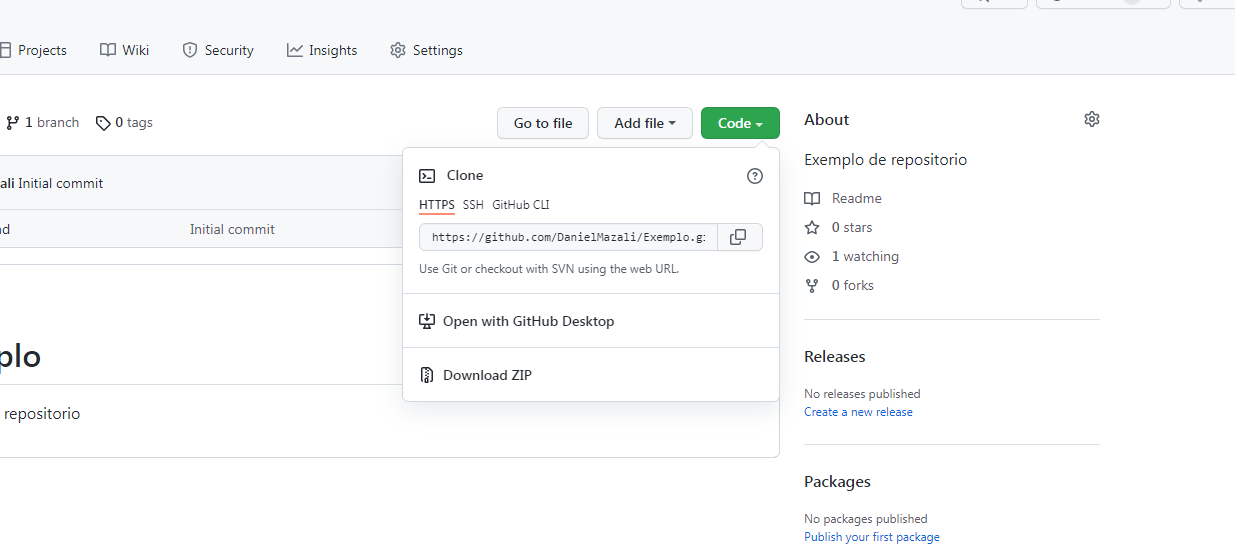 Projects Wiki Security Insights Settings
1 branch 0 tags Go to file Add file Code
About
Exemplo de repositorio
Initial commit
Initial commit
Clone
HTTPS SSH GitHub CLI
https://github.com/DanielMazali/Exemplo.g
Use Git or checkout with SVN using the web URL.
Open with GitHub Desktop
Download ZIP
plo
repositorio
Readme
0 stars
1 watching
0 forks
Releases
No releases published
Create a new release
Packages
No packages published
Publish your first package